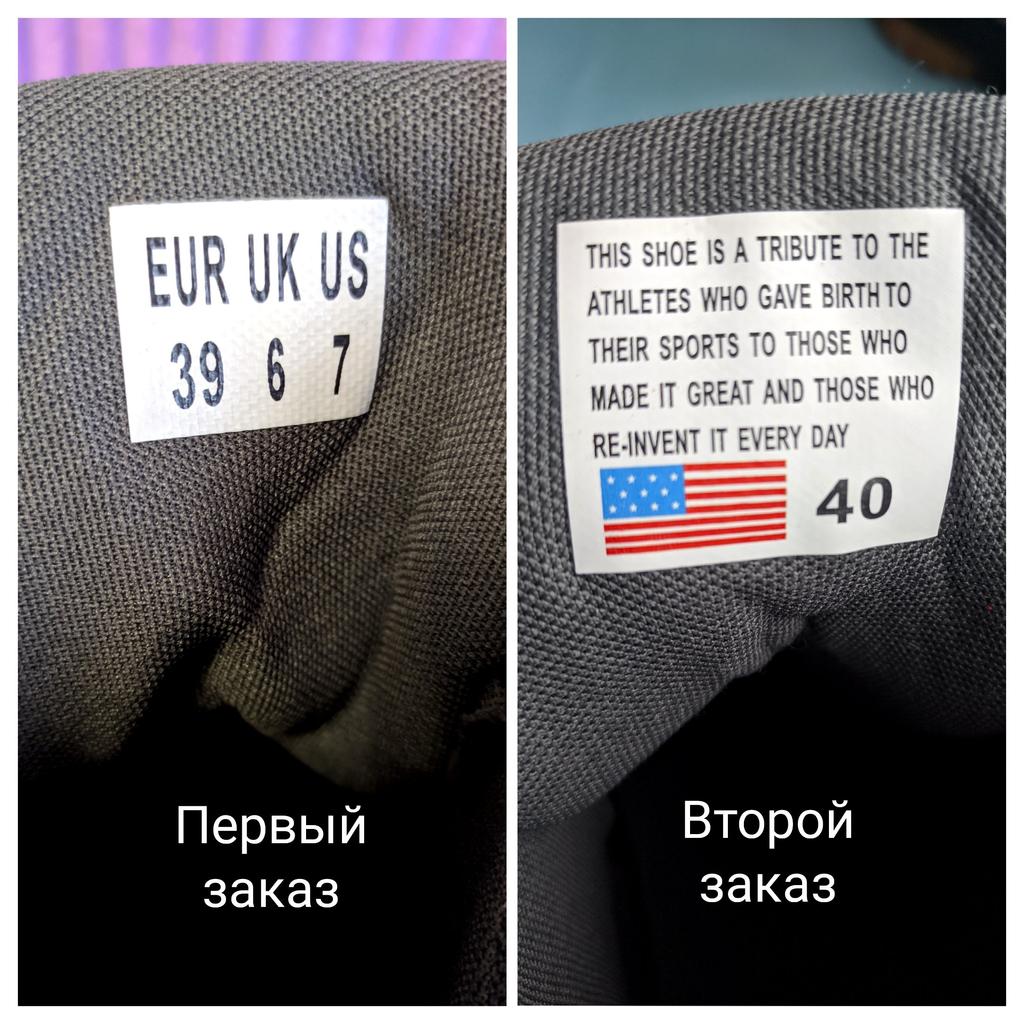 EUR UK US
39 6 7
Первый
заказ
THIS SHOE IS A TRIBUTE TO THE
ATHLETES WHO GAVE BIRTH TO
THEIR SPORTS TO THOSE WHO
MADE IT GREAT AND THOSE WHO
RE-INVENT IT EVERY DAY
40
Второй
заказ